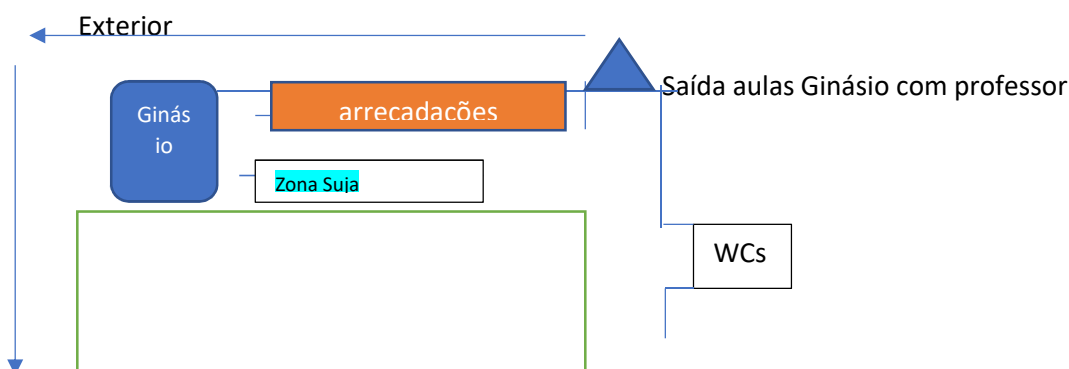 Exterior
Saída aulas Ginásio com professor
Ginás
io
arrecadacões
Zona Suja
WCs